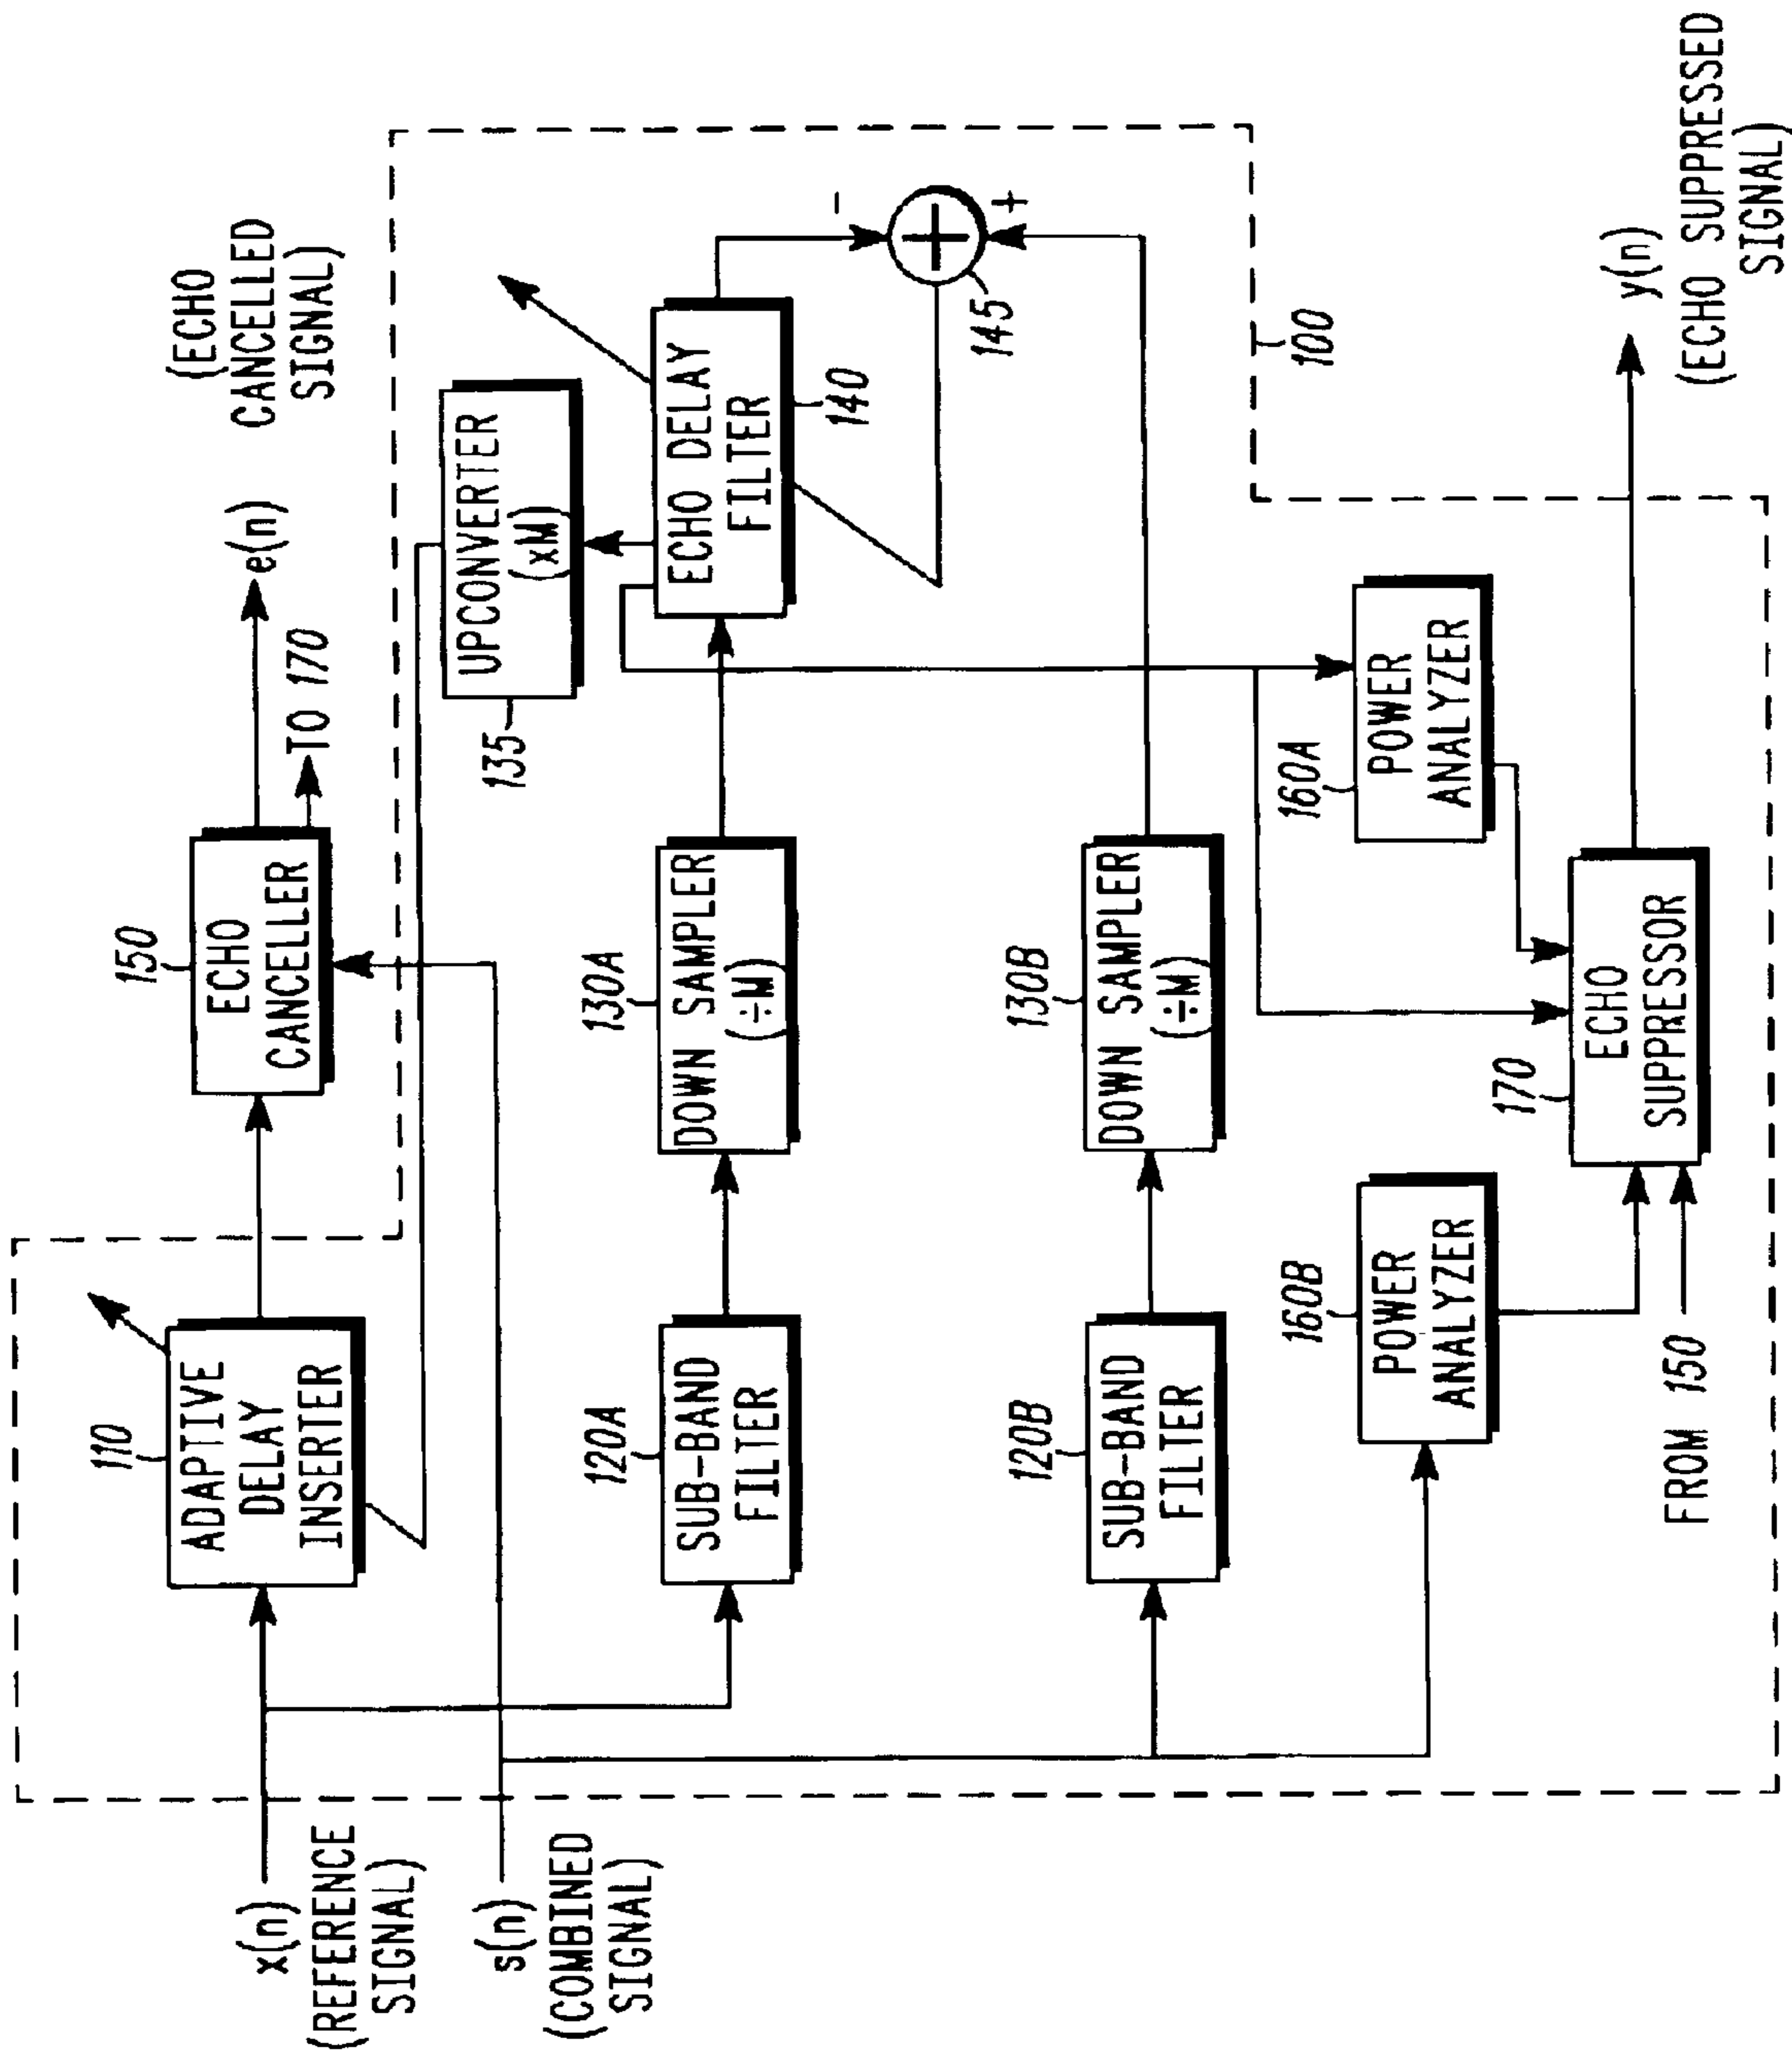 x(n)
(REFERENCE
SIGNAL)
s(n)
(COMBINED
SIGNAL)
110
ADAPTIVE
DELAY
INSERTER
150
ECHO
CANCELLER
TO 170
e(n)
(ECHO
CANCELLED
SIGNAL)
120A
SUB-BAND
FILTER
130A
DOWN SAMPLER
(÷M)
135
UPCONVERTER
(xM)
ECHO DELAY
FILTER
140
-
+
145
120B
SUB-BAND
FILTER
130B
DOWN SAMPLER
(÷M)
100
160B
POWER
ANALYZER
160A
POWER
ANALYZER
FROM 150
170
ECHO
SUPPRESSOR
y(n)
(ECHO SUPPRESSED
SIGNAL)